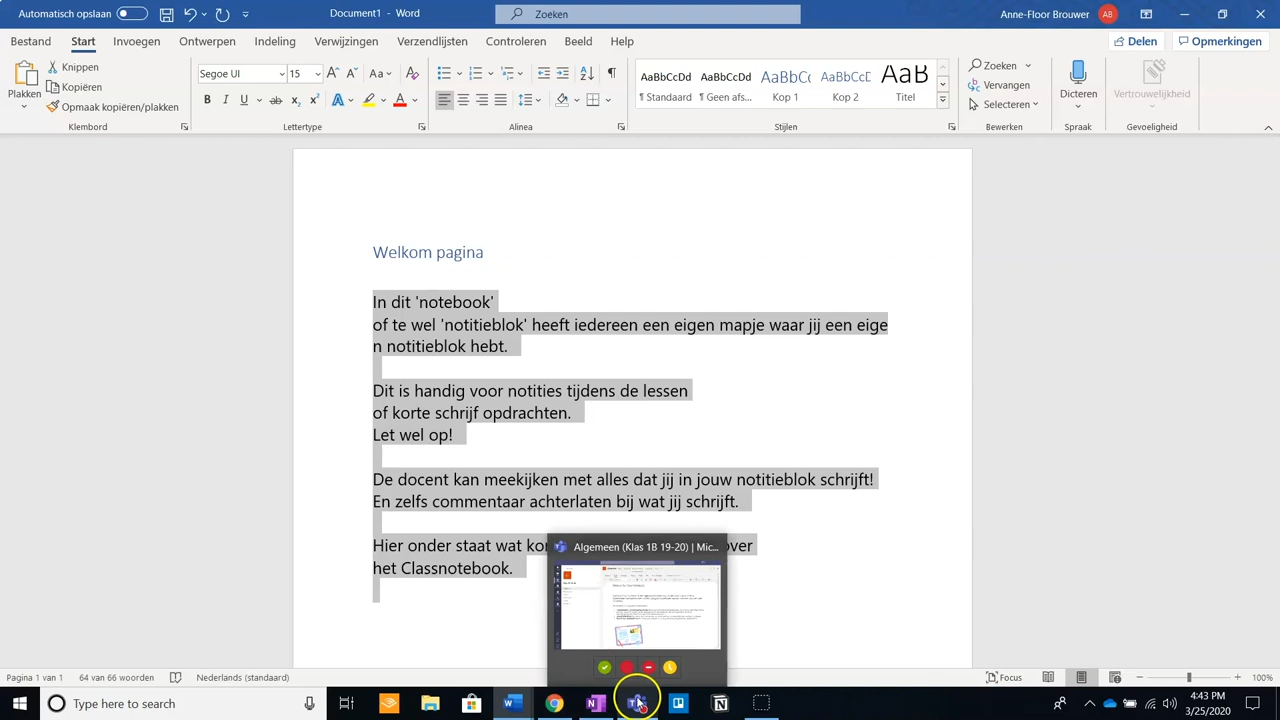 Automatisch opslaan
Document1 - Word
Zoeken
Anne-Floor Brouwer
AB
Bestand
Start
Invoegen
Ontwerpen
Indeling
Verwijzingen
Verzendlijsten
Controleren
Beeld
Help
Delen
Opmerkingen
Plakken
Knippen
Kopiëren
Opmaak kopiëren/plakken
Klembord
Segoe UI
15
Lettertype
Alinea
AaBbCcDd
¶ Standaard
AaBbCcDd
¶ Geen afs...
Kop 1
AaBbCcD
Kop 2
AaB
Titel
Stijlen
Zoeken
Vervangen
Selecteren
Bewerken
Dicteren
Spraak
Vertrouwelijkheid
Gevoeligheid
Welkom pagina
In dit 'notebook'
of te wel 'notitieblok' heeft iedereen een eigen mapje waar jij een eige
n notitieblok hebt.
Dit is handig voor notities tijdens de lessen
of korte schrijf opdrachten.
Let wel op!
De docent kan meekijken met alles dat jij in jouw notitieblok schrijft!
En zelfs commentaar achterlaten bij wat jij schrijft.
Hier onder staat wat
over
het Classnotebook.
Algemeen (Klas 1B 19-20) | Mic...
Pagina 1 van 1
64 van 66 woorden
Nederlands (standaard)
Focus
100%
Type here to search
4:43 PM
3/25/2020